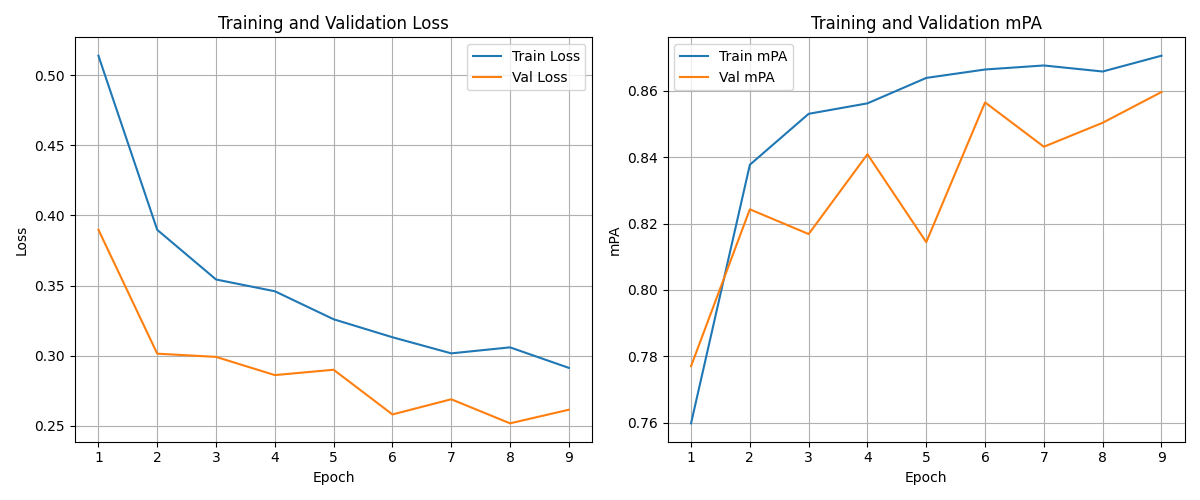 Training and Validation Loss
Train Loss
Val Loss
0.50
0.45
0.40
0.35
0.30
0.25
Loss
1 2 3 4 5 6 7 8 9
Epoch
Training and Validation mPA
Train mPA
Val mPA
0.86
0.84
0.82
0.80
0.78
0.76
mPA
1 2 3 4 5 6 7 8 9
Epoch